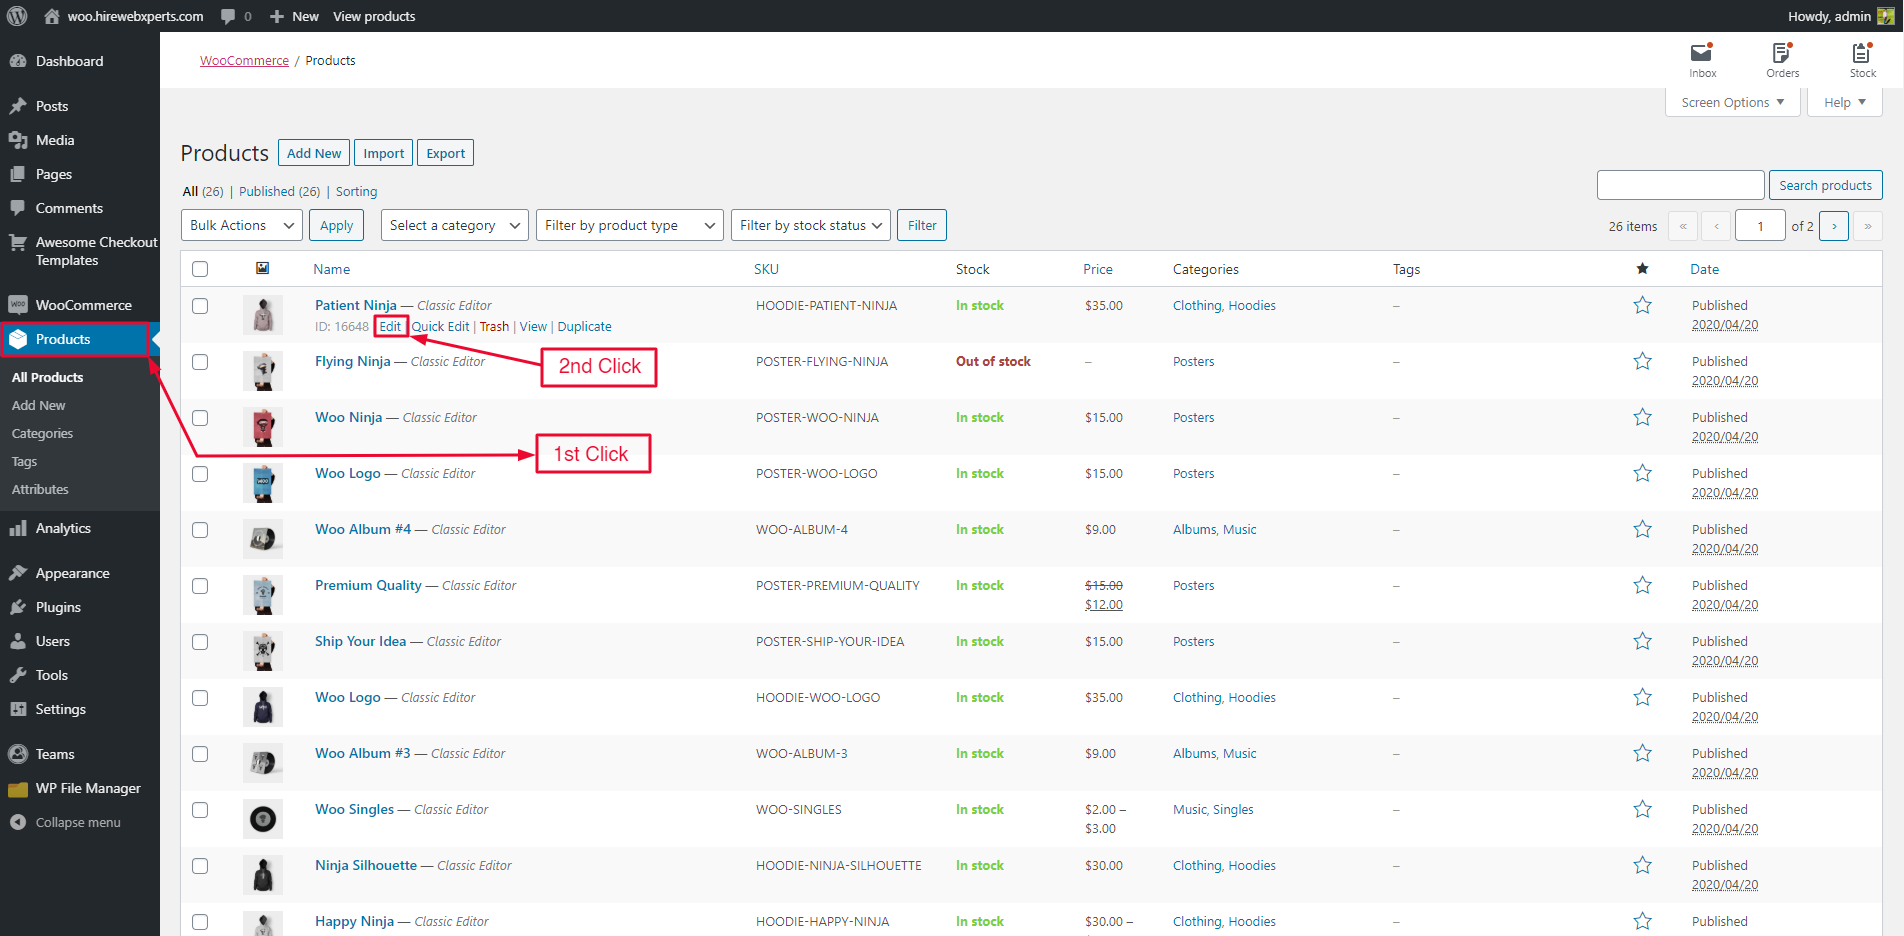 woo.hirewebxperts.com 0 New View products Howdy, admin
WooCommerce / Products
Inbox Orders Stock
Screen Options ▼ Help ▼
Dashboard
Posts
Media
Pages
Comments
Awesome Checkout
Templates
WooCommerce
Products
All Products
Add New
Categories
Tags
Attributes
Analytics
Appearance
Plugins
Users
Tools
Settings
Teams
WP File Manager
Collapse menu
Products Add New Import Export
All (26) | Published (26) | Sorting
Search products
Bulk Actions Apply Select a category Filter by product type Filter by stock status Filter
26 items « ‹ 1 of 2 › »
Name SKU Stock Price Categories Tags ★ Date
Patient Ninja — Classic Editor HOODIE-PATIENT-NINJA In stock $35.00 Clothing, Hoodies – Published
ID: 16648 Edit Quick Edit | Trash | View | Duplicate 2020/04/20
Flying Ninja — Classic Editor POSTER-FLYING-NINJA Out of stock – Posters – Published
2020/04/20
2nd Click
Woo Ninja — Classic Editor POSTER-WOO-NINJA In stock $15.00 Posters – Published
2020/04/20
1st Click
Woo Logo — Classic Editor POSTER-WOO-LOGO In stock $15.00 Posters – Published
2020/04/20
Woo Album #4 — Classic Editor WOO-ALBUM-4 In stock $9.00 Albums, Music – Published
2020/04/20
Premium Quality — Classic Editor POSTER-PREMIUM-QUALITY In stock $15.00 Posters – Published
$12.00 2020/04/20
Ship Your Idea — Classic Editor POSTER-SHIP-YOUR-IDEA In stock $15.00 Posters – Published
2020/04/20
Woo Logo — Classic Editor HOODIE-WOO-LOGO In stock $35.00 Clothing, Hoodies – Published
2020/04/20
Woo Album #3 — Classic Editor WOO-ALBUM-3 In stock $9.00 Albums, Music – Published
2020/04/20
Woo Singles — Classic Editor WOO-SINGLES In stock $2.00 – Music, Singles – Published
$3.00 2020/04/20
Ninja Silhouette — Classic Editor HOODIE-NINJA-SILHOUETTE In stock $30.00 Clothing, Hoodies – Published
2020/04/20
Happy Ninja — Classic Editor HOODIE-HAPPY-NINJA In stock $30.00 – Clothing, Hoodies – Published